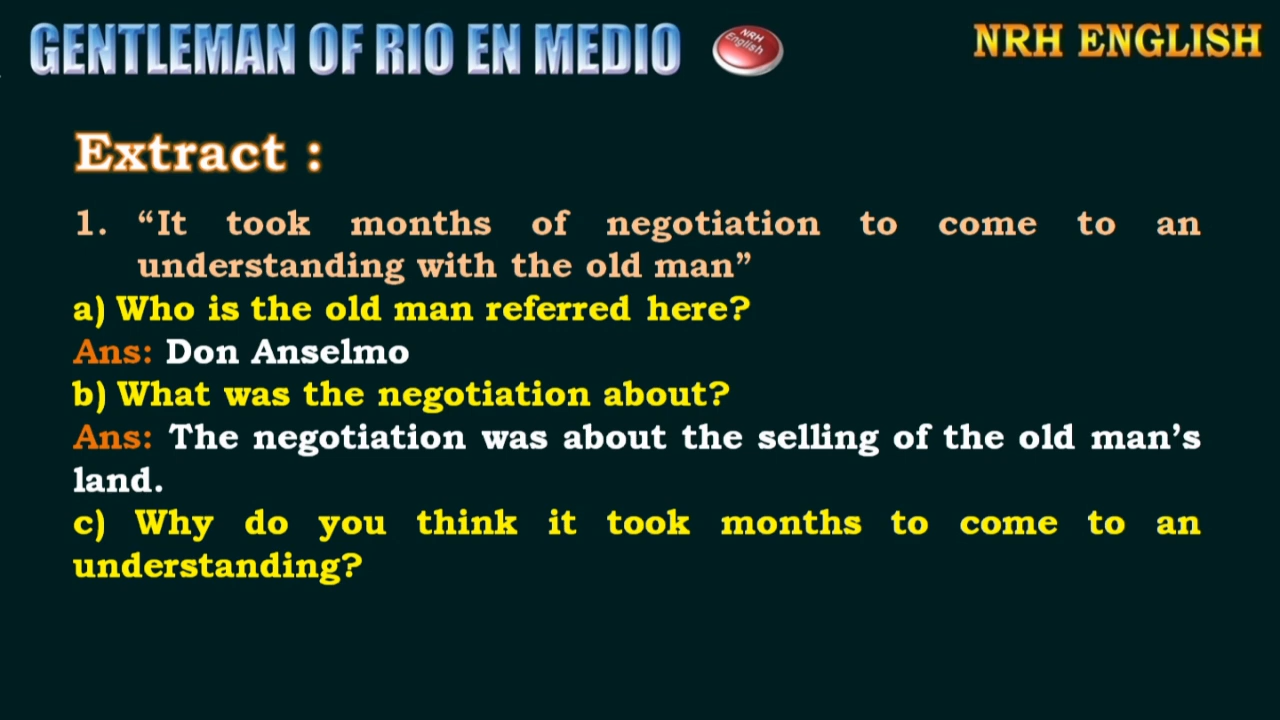 GENTLEMAN OF RIO EN MEDIO
NRH English
NRH ENGLISH
Extract :
1. “It took months of negotiation to come to an
understanding with the old man”
a) Who is the old man referred here?
Ans: Don Anselmo
b) What was the negotiation about?
Ans: The negotiation was about the selling of the old man’s
land.
c) Why do you think it took months to come to an
understanding?